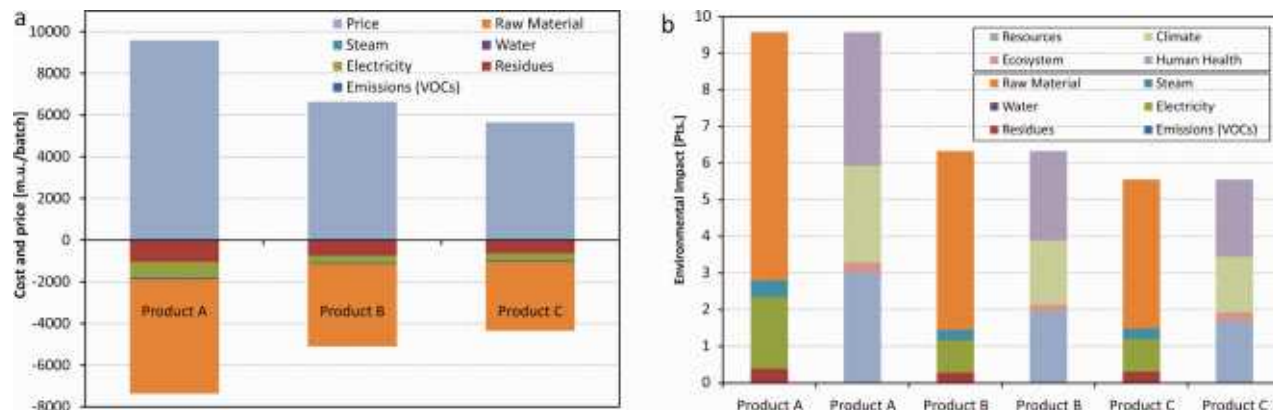 a
Cost and price [m.u./batch]
10000
8000
6000
4000
2000
0
-2000
-4000
-6000
-8000
Price
Raw Material
Steam
Water
Electricity
Residues
Emissions (VOCs)
Product A
Product B
Product C
b
Environmental Impact [Pts.]
10
9
8
7
6
5
4
3
2
1
0
Resources
Climate
Ecosystem
Human Health
Raw Material
Steam
Water
Electricity
Residues
Emissions (VOCs)
Product A
Product A
Product B
Product B
Product C
Product C